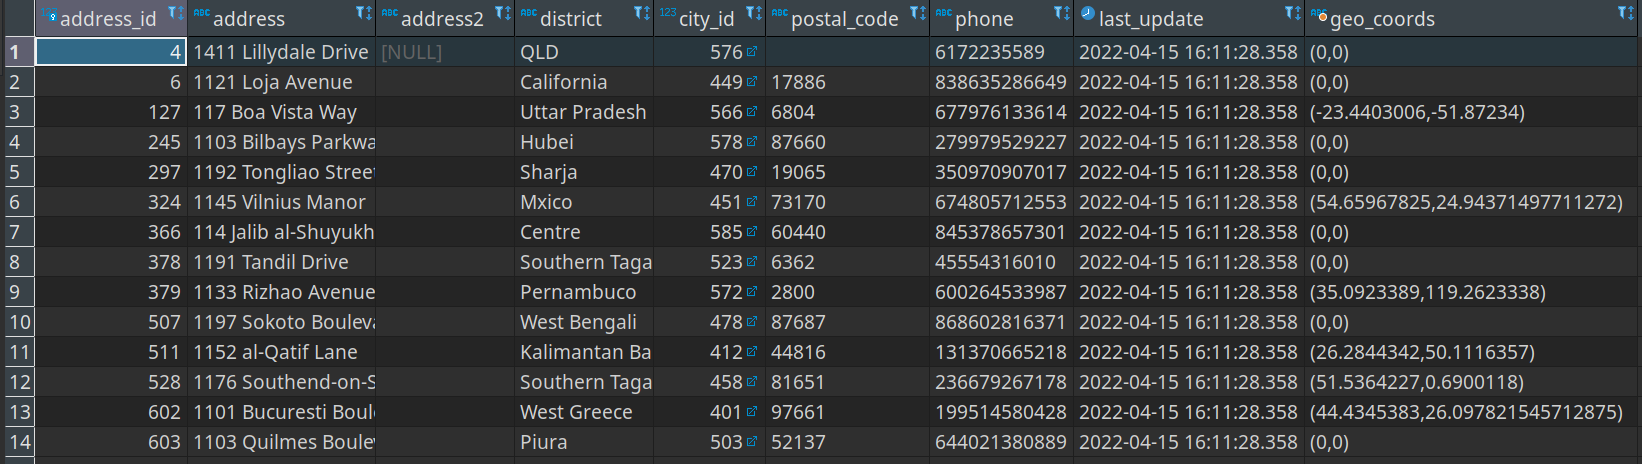 address_id address address2 district city_id postal_code phone last_update geo_coords
1 4 1411 Lillydale Drive [NULL] QLD 576 6172235589 2022-04-15 16:11:28.358 (0,0)
2 6 1121 Loja Avenue California 449 17886 838635286649 2022-04-15 16:11:28.358 (0,0)
3 127 117 Boa Vista Way Uttar Pradesh 566 6804 677976133614 2022-04-15 16:11:28.358 (-23.4403006,-51.87234)
4 245 1103 Bilbays Parkwa Hubei 578 87660 279979529227 2022-04-15 16:11:28.358 (0,0)
5 297 1192 Tongliao Street Sharja 470 19065 350970907017 2022-04-15 16:11:28.358 (0,0)
6 324 1145 Vilnius Manor Mxico 451 73170 674805712553 2022-04-15 16:11:28.358 (54.65967825,24.94371497711272)
7 366 114 Jalib al-Shuyukh Centre 585 60440 845378657301 2022-04-15 16:11:28.358 (0,0)
8 378 1191 Tandil Drive Southern Taga 523 6362 45554316010 2022-04-15 16:11:28.358 (0,0)
9 379 1133 Rizhao Avenue Pernambuco 572 2800 600264533987 2022-04-15 16:11:28.358 (35.0923389,119.2623338)
10 507 1197 Sokoto Bouleva West Bengali 478 87687 868602816371 2022-04-15 16:11:28.358 (0,0)
11 511 1152 al-Qatif Lane Kalimantan Ba 412 44816 131370665218 2022-04-15 16:11:28.358 (26.2844342,50.1116357)
12 528 1176 Southend-on-S Southern Taga 458 81651 236679267178 2022-04-15 16:11:28.358 (51.5364227,0.6900118)
13 602 1101 Bucuresti Boul West Greece 401 97661 199514580428 2022-04-15 16:11:28.358 (44.4345383,26.097821545712875)
14 603 1103 Quilmes Boulev Piura 503 52137 644021380889 2022-04-15 16:11:28.358 (0,0)